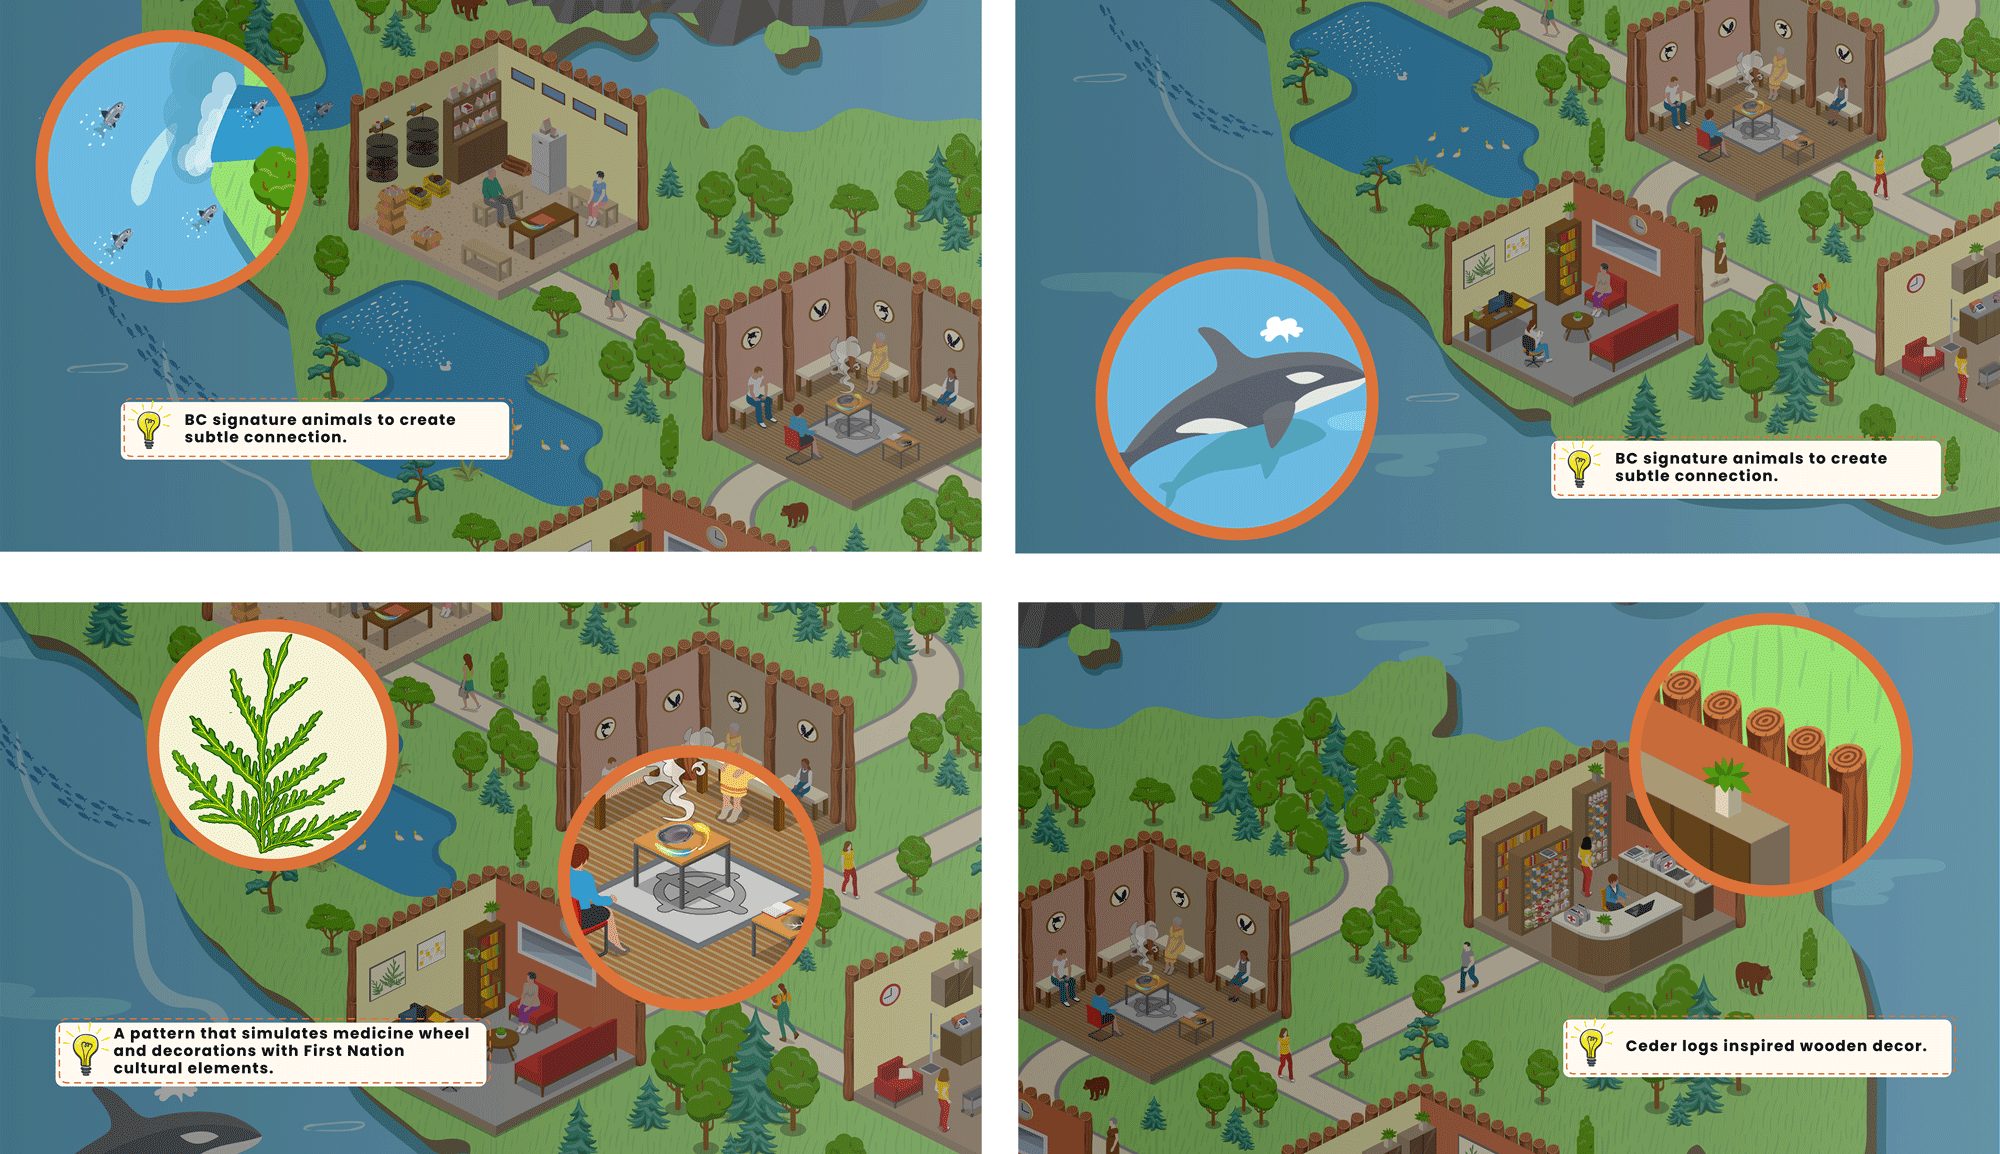 BC signature animals to create
subtle connection.
BC signature animals to create
subtle connection.
A pattern that simulates medicine wheel
and decorations with First Nation
cultural elements.
Ceder logs inspired wooden decor.